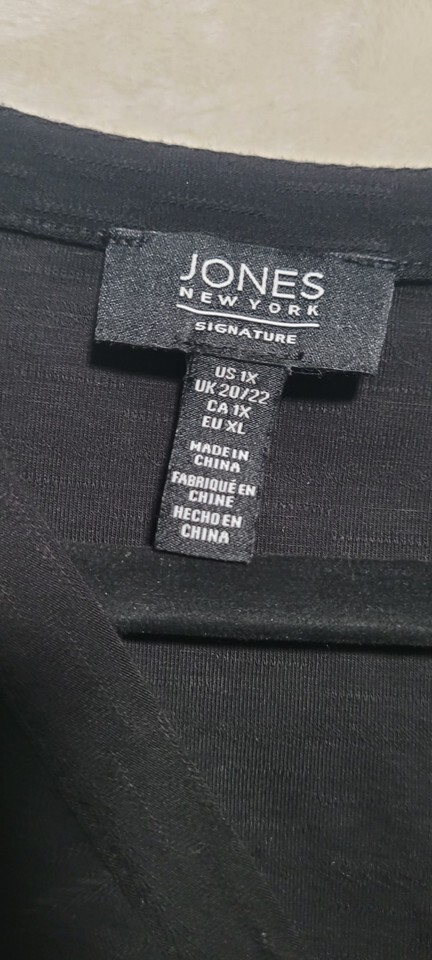 JONES
NEW YORK
SIGNATURE
US 1X
UK 20/22
CA 1X
EU XL
MADE IN
CHINA
FABRIQUÉ EN
CHINE
HECHO EN
CHINA